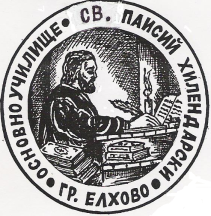 ОСНОВНО УЧИЛИЩЕ • СВ. ПАИСИЙ ХИЛЕНДАРСКИ •
ГР. ЕЛХОВО